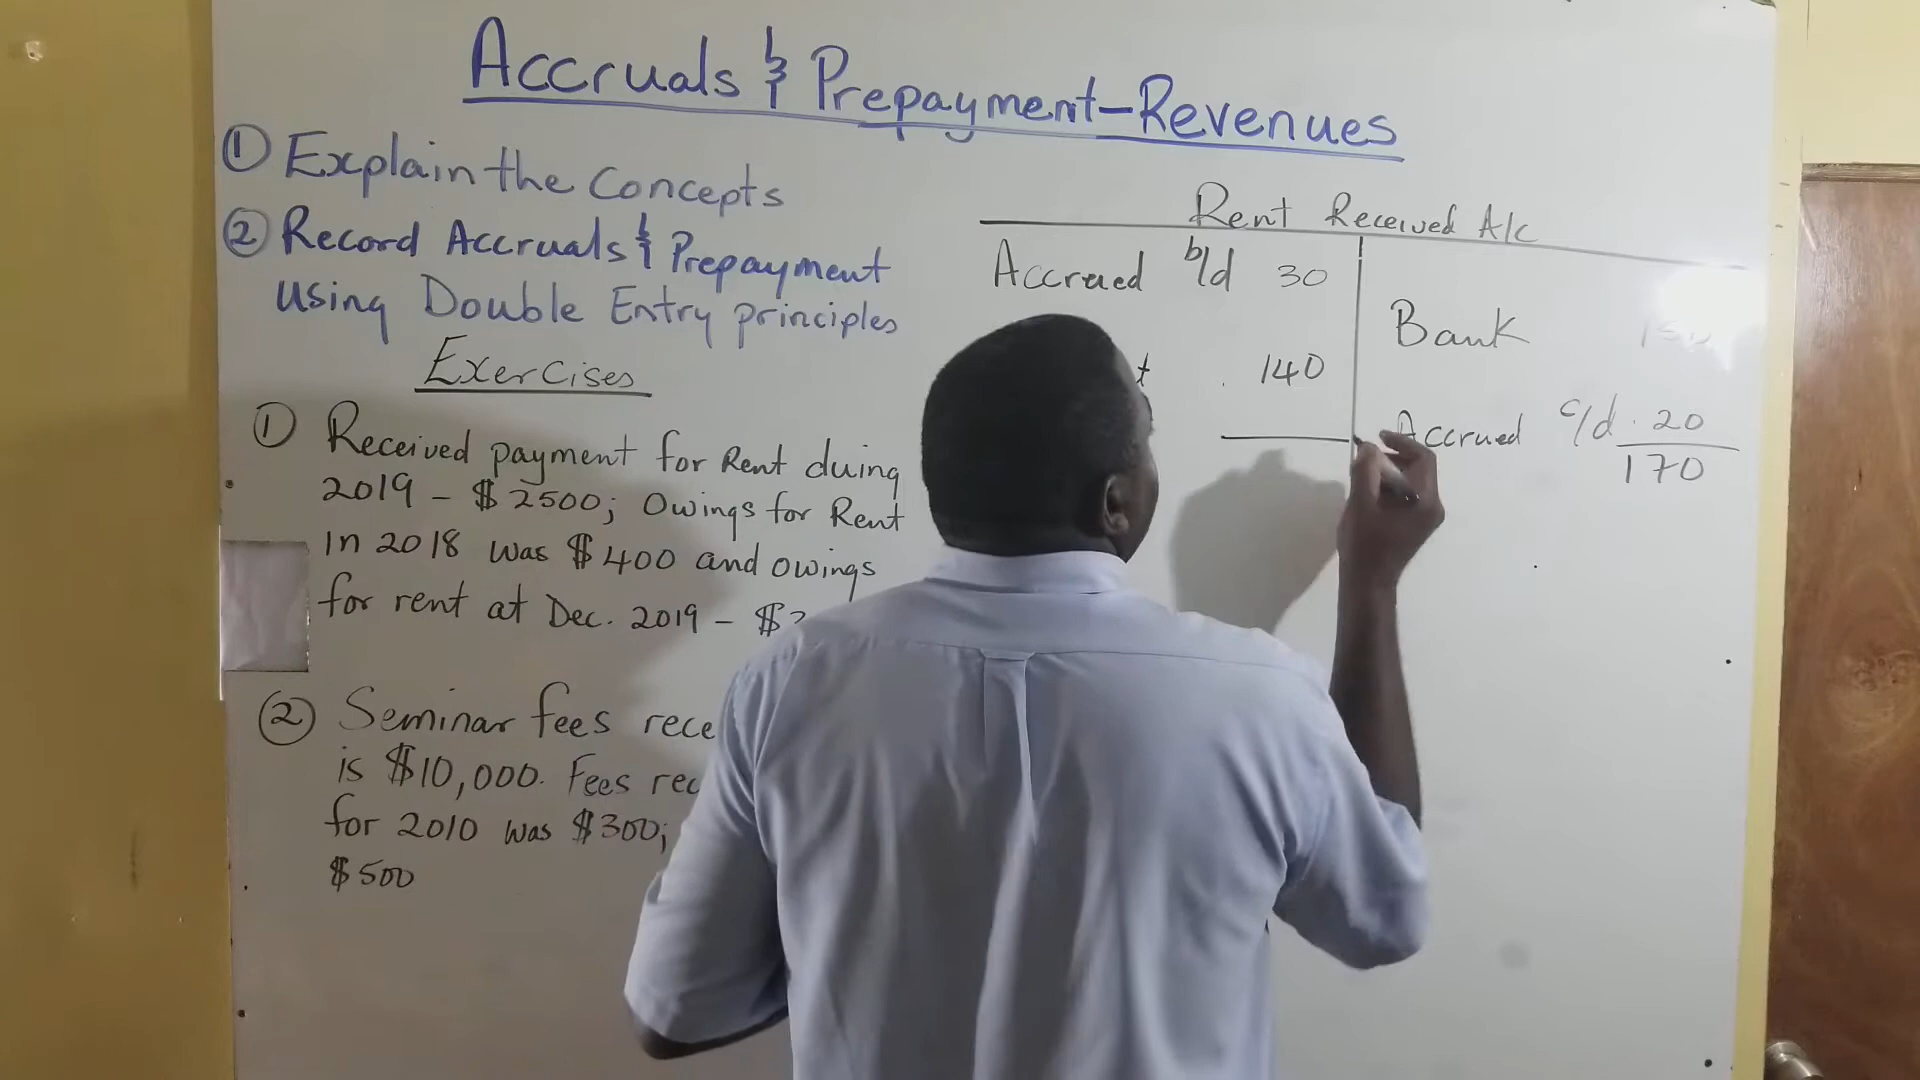 Accruals & Prepayment-Revenues
① Explain the Concepts
② Record Accruals & Prepayment
using Double Entry principles
Exercises
① Received payment for Rent duing
2019 - $2500; Owings for Rent
In 2018 was $400 and owings
for rent at Dec. 2019 - $
② Seminar fees rece
is $10,000. Fees rec
for 2010 was $300;
$500
Rent Received A/c
Accrued b/d 30
Bank 150
t 140
Accrued c/d 20
170